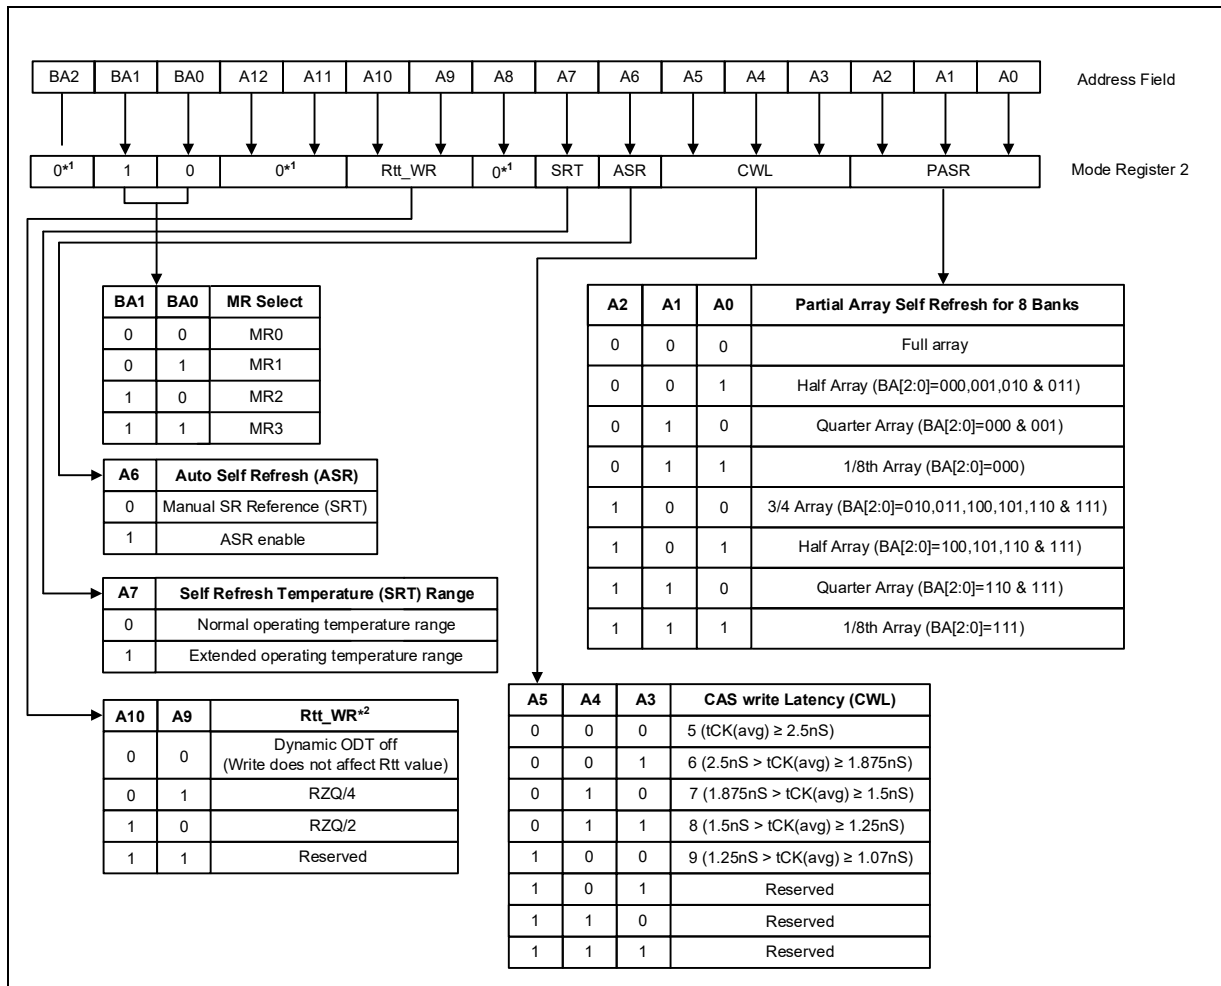 BA2 BA1 BA0 A12 A11 A10 A9 A8 A7 A6 A5 A4 A3 A2 A1 A0 Address Field
0*1 1 0 0*1 Rtt_WR 0*1 SRT ASR CWL PASR Mode Register 2
BA1 BA0 MR Select
0 0 MR0
0 1 MR1
1 0 MR2
1 1 MR3
A6 Auto Self Refresh (ASR)
0 Manual SR Reference (SRT)
1 ASR enable
A7 Self Refresh Temperature (SRT) Range
0 Normal operating temperature range
1 Extended operating temperature range
A10 A9 Rtt_WR*2
0 0 Dynamic ODT off
(Write does not affect Rtt value)
0 1 RZQ/4
1 0 RZQ/2
1 1 Reserved
A2 A1 A0 Partial Array Self Refresh for 8 Banks
0 0 0 Full array
0 0 1 Half Array (BA[2:0]=000,001,010 & 011)
0 1 0 Quarter Array (BA[2:0]=000 & 001)
0 1 1 1/8th Array (BA[2:0]=000)
1 0 0 3/4 Array (BA[2:0]=010,011,100,101,110 & 111)
1 0 1 Half Array (BA[2:0]=100,101,110 & 111)
1 1 0 Quarter Array (BA[2:0]=110 & 111)
1 1 1 1/8th Array (BA[2:0]=111)
A5 A4 A3 CAS write Latency (CWL)
0 0 0 5 (tCK(avg) ≥ 2.5nS)
0 0 1 6 (2.5nS > tCK(avg) ≥ 1.875nS)
0 1 0 7 (1.875nS > tCK(avg) ≥ 1.5nS)
0 1 1 8 (1.5nS > tCK(avg) ≥ 1.25nS)
1 0 0 9 (1.25nS > tCK(avg) ≥ 1.07nS)
1 0 1 Reserved
1 1 0 Reserved
1 1 1 Reserved